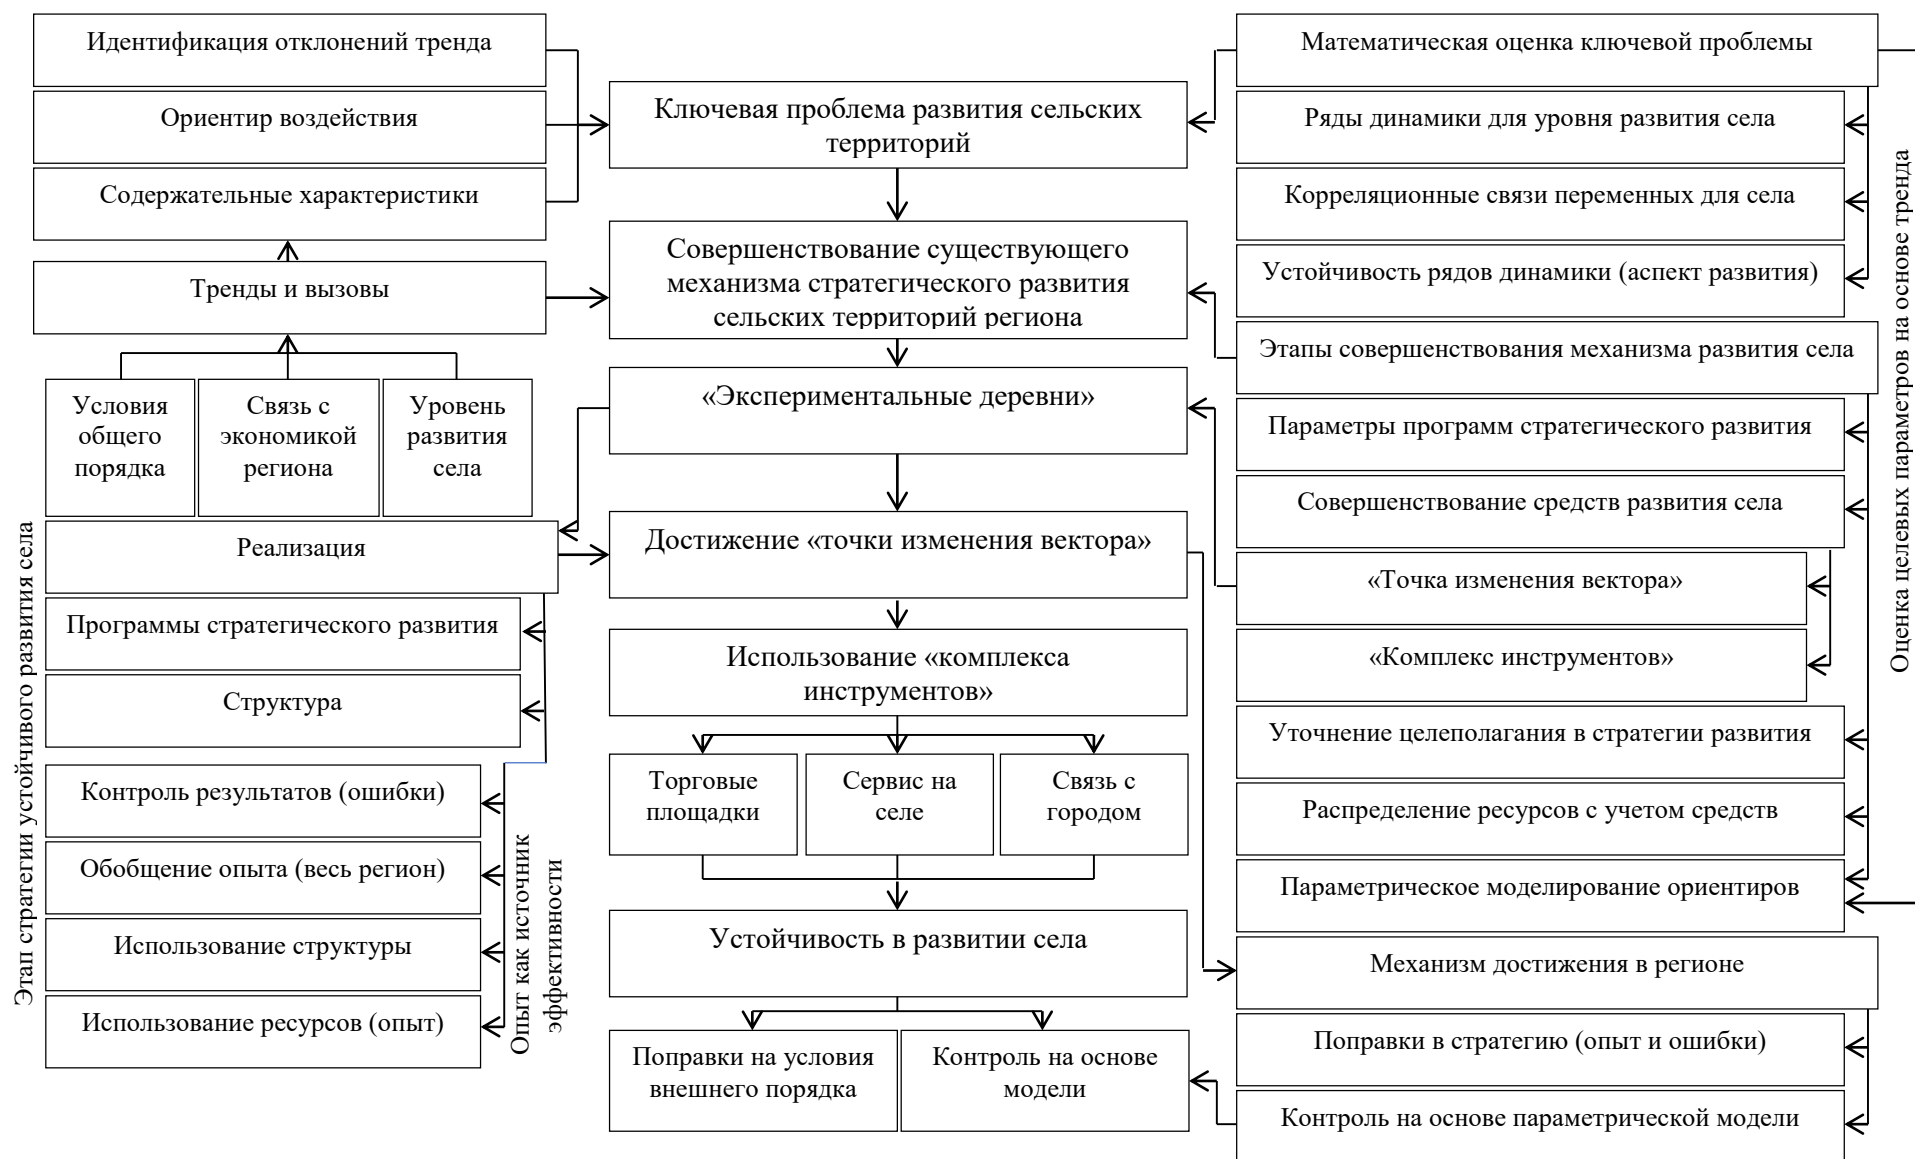 Идентификация отклонений тренда
Ориентир воздействия
Содержательные характеристики
Тренды и вызовы
Условия
общего
порядка
Связь с
экономикой
региона
Уровень
развития
села
Реализация
Программы стратегического развития
Структура
Контроль результатов (ошибки)
Обобщение опыта (весь регион)
Использование структуры
Использование ресурсов (опыт)
Этап стратегии устойчивого развития села
Опыт как источник
эффективности
Ключевая проблема развития сельских
территорий
Совершенствование существующего
механизма стратегического развития
сельских территорий региона
«Экспериментальные деревни»
Достижение «точки изменения вектора»
Использование «комплекса
инструментов»
Торговые
площадки
Сервис на
селе
Связь с
городом
Устойчивость в развитии села
Поправки на условия
внешнего порядка
Контроль на основе
модели
Математическая оценка ключевой проблемы
Ряды динамики для уровня развития села
Корреляционные связи переменных для села
Устойчивость рядов динамики (аспект развития)
Этапы совершенствования механизма развития села
Параметры программ стратегического развития
Совершенствование средств развития села
«Точка изменения вектора»
«Комплекс инструментов»
Уточнение целеполагания в стратегии развития
Распределение ресурсов с учетом средств
Параметрическое моделирование ориентиров
Механизм достижения в регионе
Поправки в стратегию (опыт и ошибки)
Контроль на основе параметрической модели
Оценка целевых параметров на основе тренда